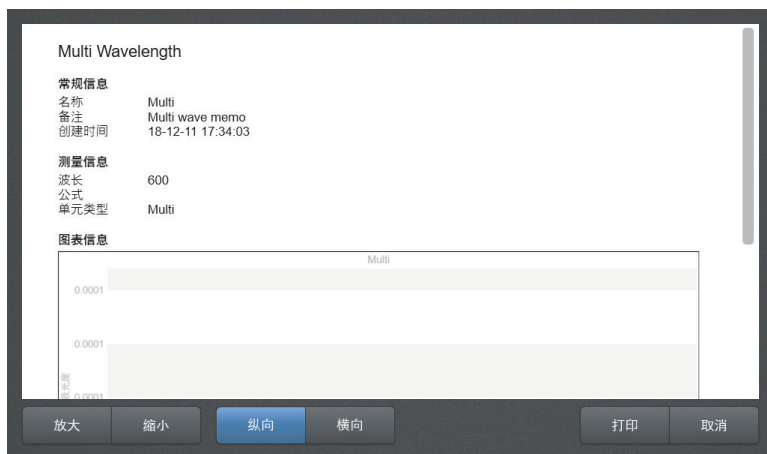 Multi Wavelength
常规信息
名称 Multi
备注 Multi wave memo
创建时间 18-12-11 17:34:03
测量信息
波长 600
公式
单元类型 Multi
图表信息
Multi
0.0001
0.0001
0.0001
放大 缩小 纵向 横向 打印 取消